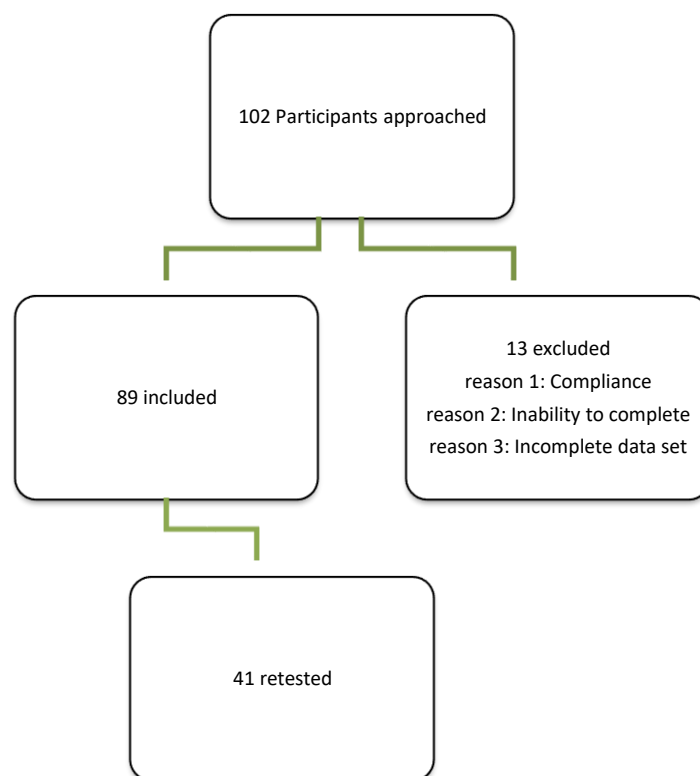 102 Participants approached
89 included
13 excluded
reason 1: Compliance
reason 2: Inability to complete
reason 3: Incomplete data set
41 retested